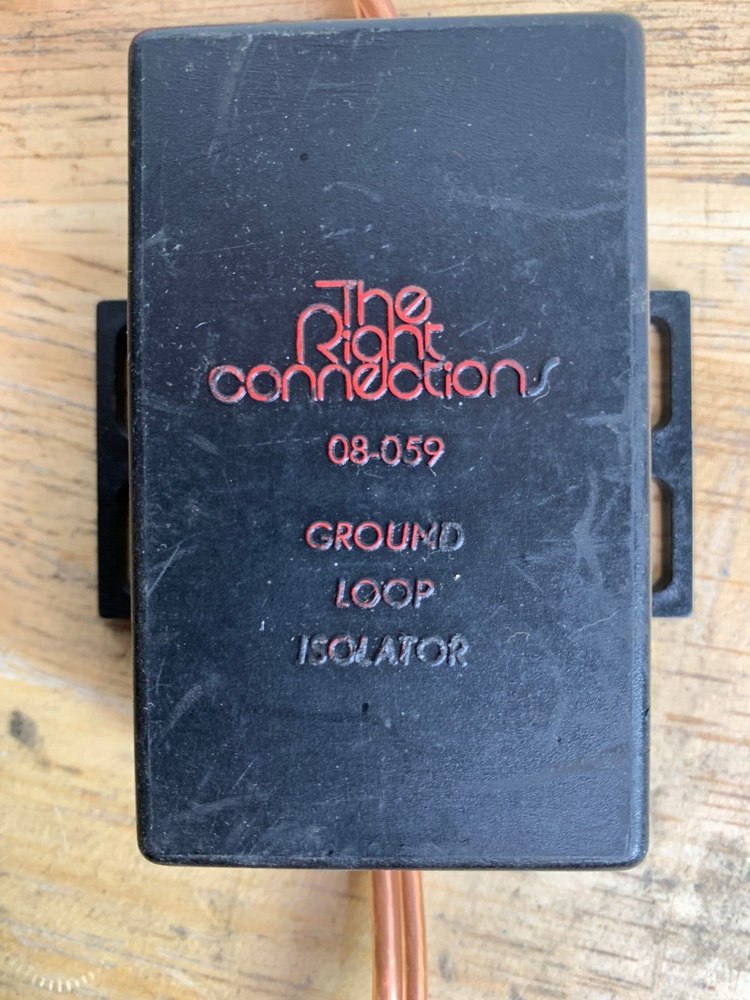 The
Right
connections
08-059
GROUND
LOOP
ISOLATOR